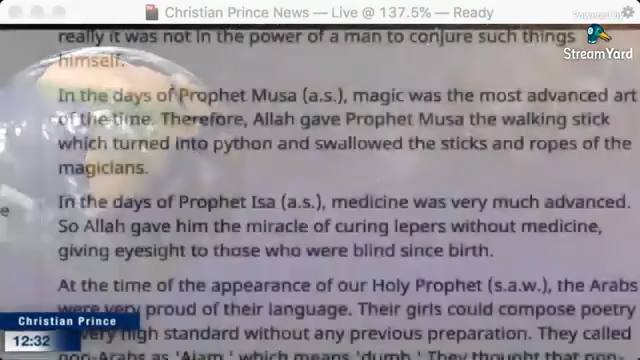 Christian Prince News — Live @ 137.5% — Ready
Powered by
StreamYard
really it was not in the power of a man to conjure such things
himself.
In the days of Prophet Musa (a.s.), magic was the most advanced art
of the time. Therefore, Allah gave Prophet Musa the walking stick
which turned into python and swallowed the sticks and ropes of the
magicians.
In the days of Prophet Isa (a.s.), medicine was very much advanced.
e
So Allah gave him the miracle of curing lepers without medicine,
giving eyesight to those who were blind since birth.
At the time of the appearance of our Holy Prophet (s.a.w.), the Arabs
were very proud of their language. Their girls could compose poetry
very high standard without any previous preparation. They called
non-Arabs as 'Ajam,' which means 'dumb.' They thought that non-
Christian Prince
12:32